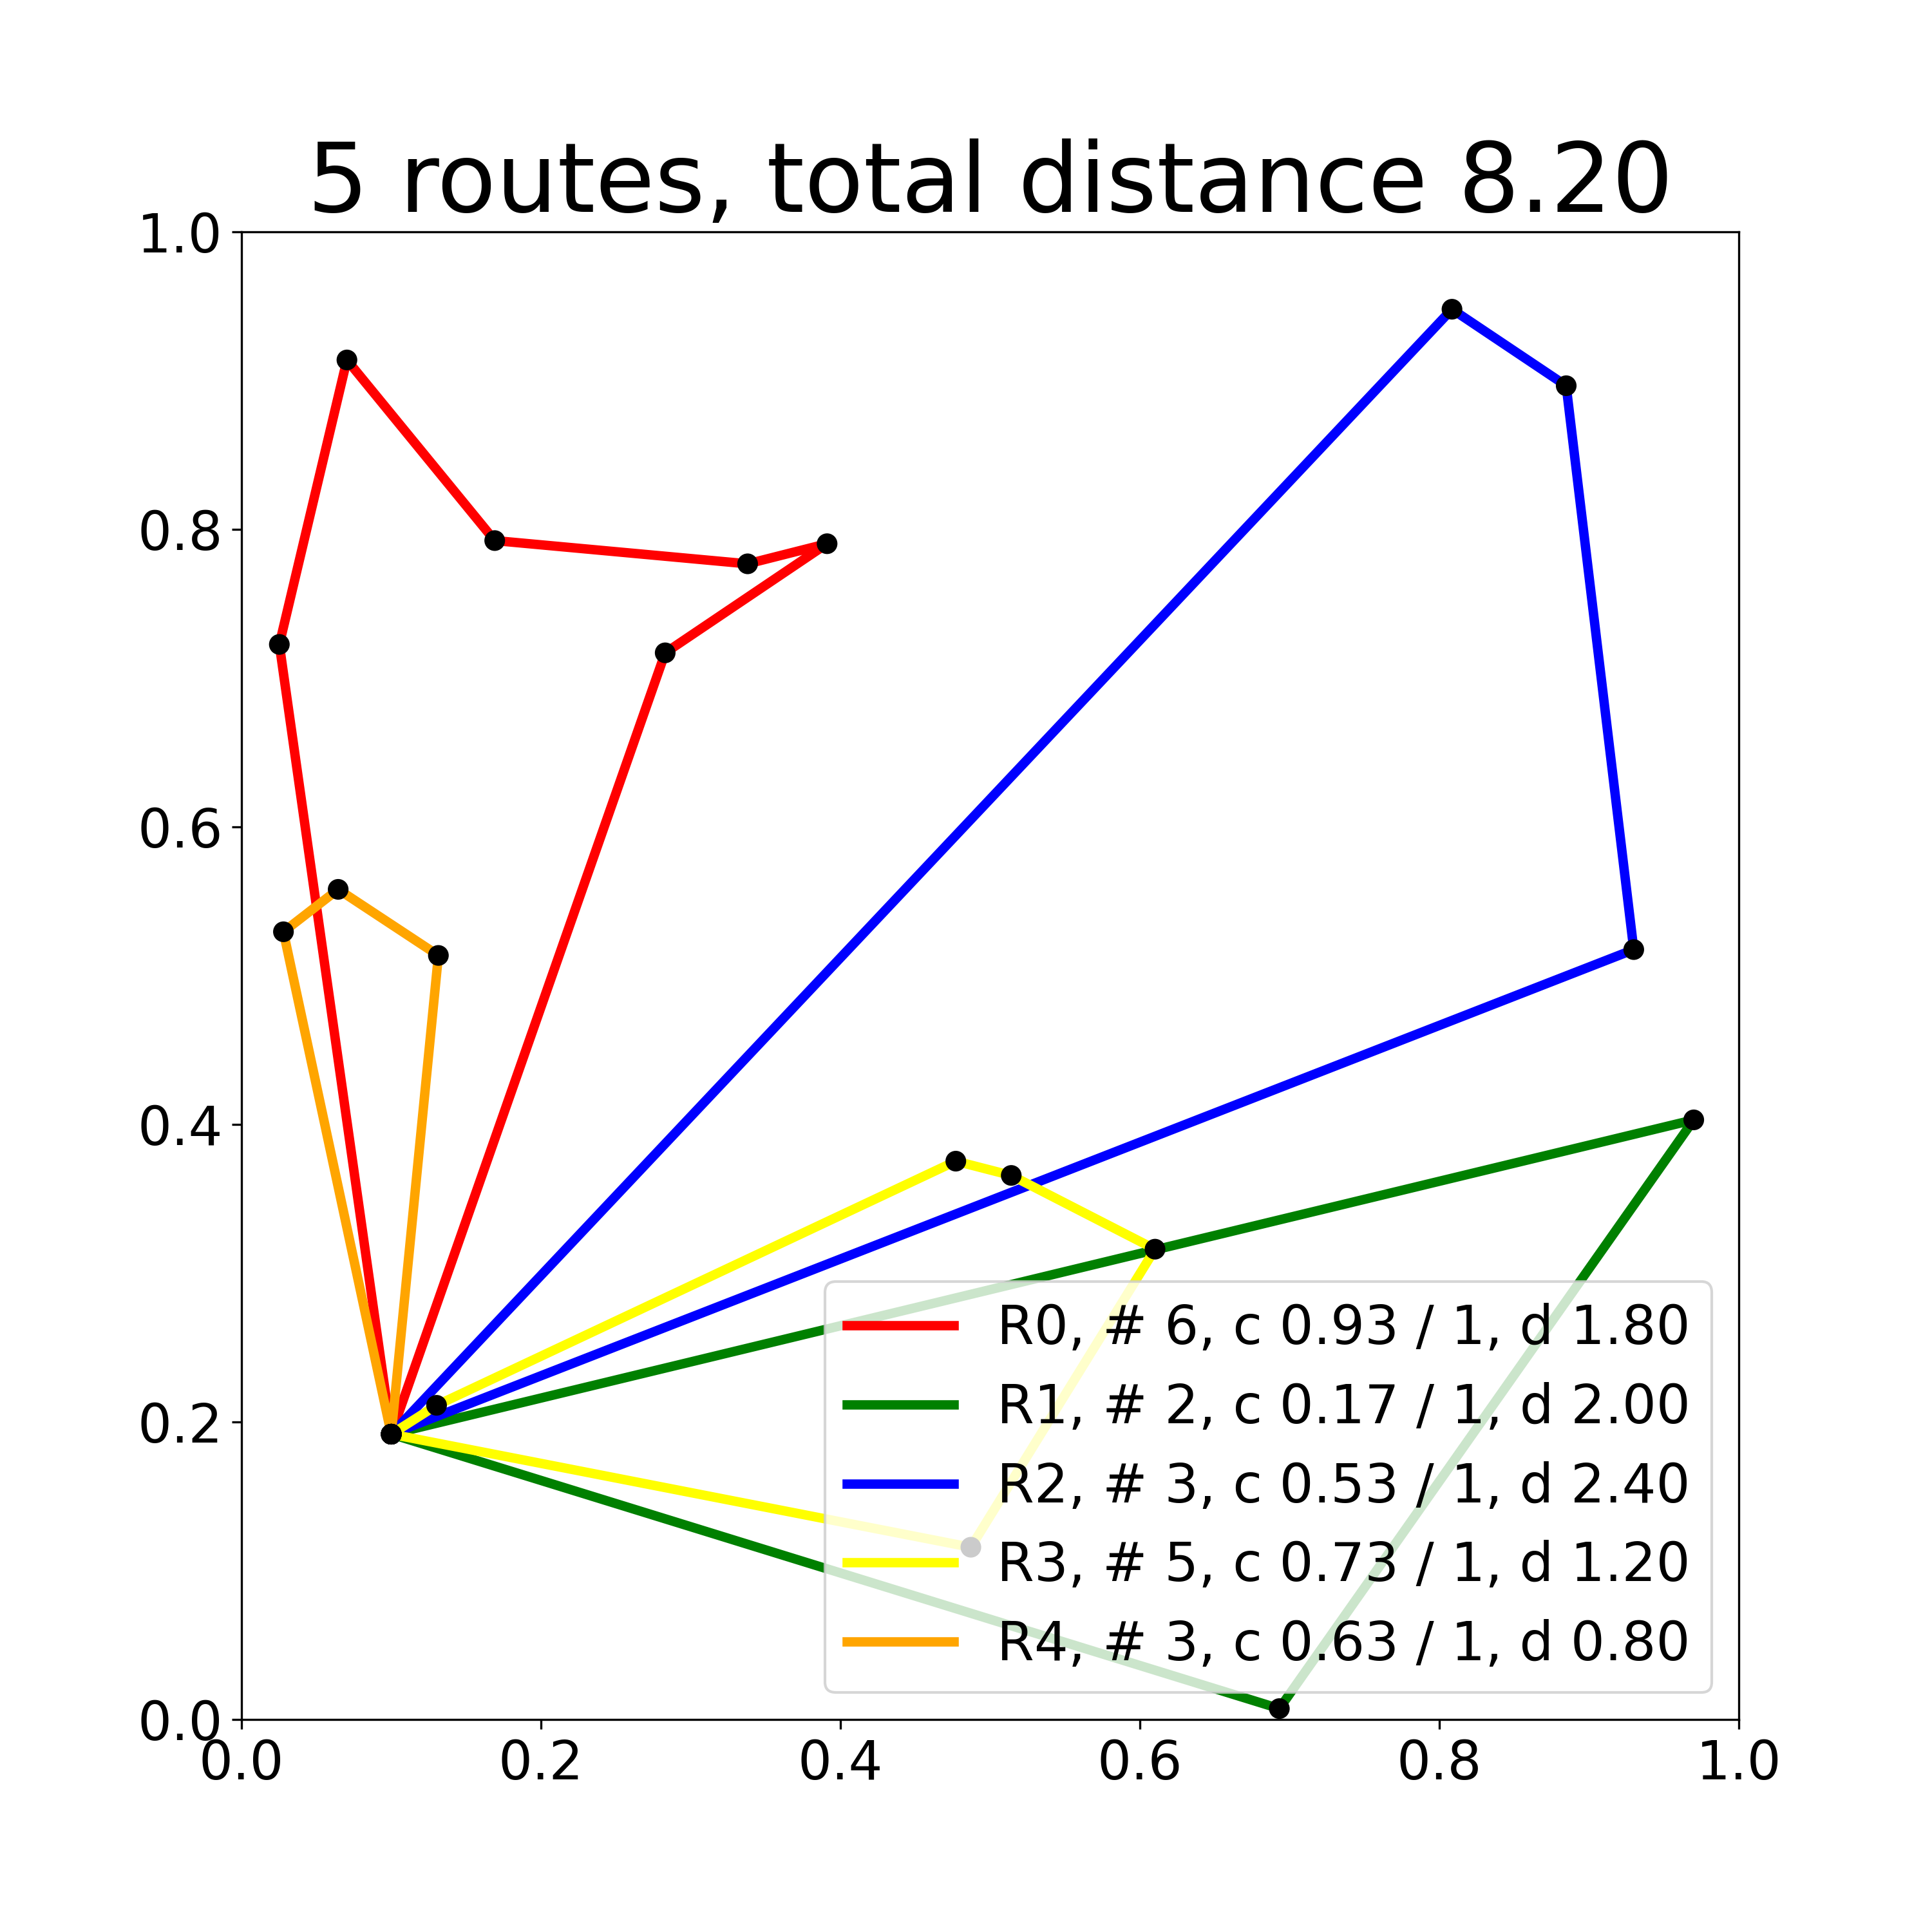 5 routes, total distance 8.20
1.0
0.8
0.6
0.4
0.2
0.0
R0, # 6, c 0.93 / 1, d 1.80
R1, # 2, c 0.17 / 1, d 2.00
R2, # 3, c 0.53 / 1, d 2.40
R3, # 5, c 0.73 / 1, d 1.20
R4, # 3, c 0.63 / 1, d 0.80
0.0 0.2 0.4 0.6 0.8 1.0